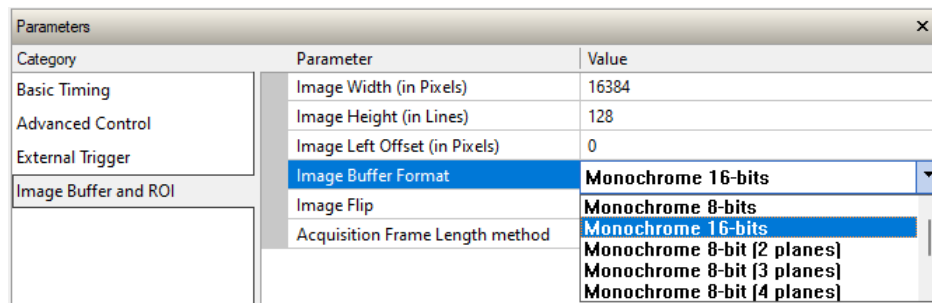 Parameters
Category Parameter Value
Basic Timing Image Width (in Pixels) 16384
Advanced Control Image Height (in Lines) 128
External Trigger Image Left Offset (in Pixels) 0
Image Buffer and ROI Image Buffer Format Monochrome 16-bits
Image Flip Monochrome 8-bits
Acquisition Frame Length method Monochrome 16-bits
Monochrome 8-bit (2 planes)
Monochrome 8-bit (3 planes)
Monochrome 8-bit (4 planes)